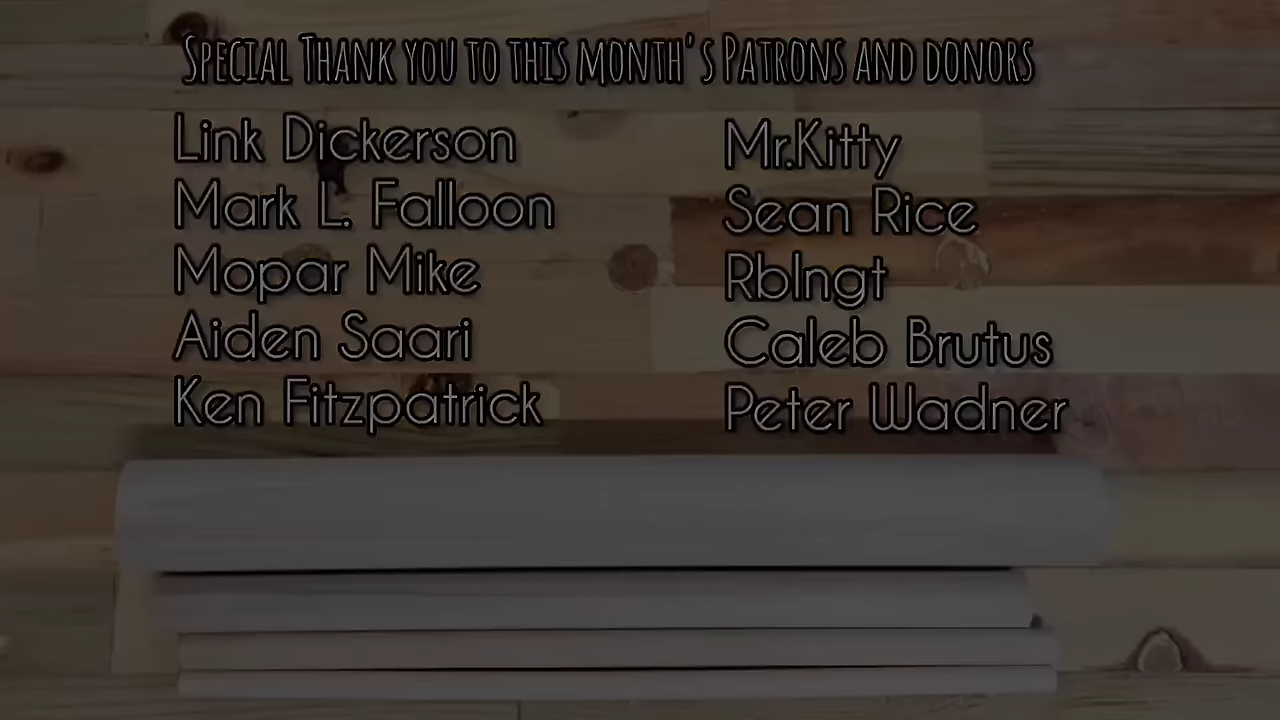 Special Thank you to this month's Patrons and donors
Link Dickerson
Mark L. Falloon
Mopar Mike
Aiden Saari
Ken Fitzpatrick
Mr.Kitty
Sean Rice
Rblngt
Caleb Brutus
Peter Wadner